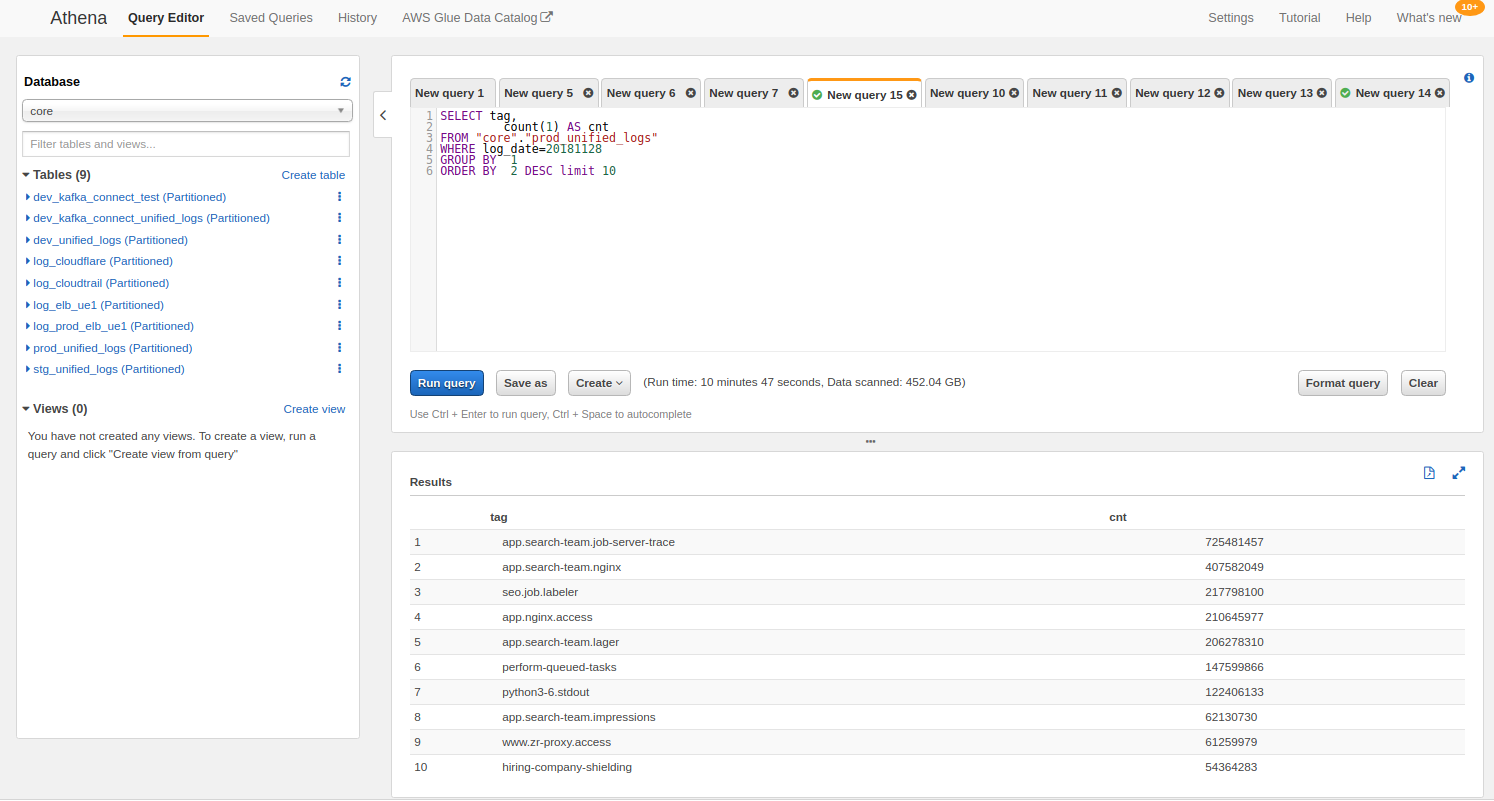 Athena Query Editor Saved Queries History AWS Glue Data Catalog Settings Tutorial Help What's new 10+
Database
core
Filter tables and views...
Tables (9) Create table
dev_kafka_connect_test (Partitioned)
dev_kafka_connect_unified_logs (Partitioned)
dev_unified_logs (Partitioned)
log_cloudflare (Partitioned)
log_cloudtrail (Partitioned)
log_elb_ue1 (Partitioned)
log_prod_elb_ue1 (Partitioned)
prod_unified_logs (Partitioned)
stg_unified_logs (Partitioned)
Views (0) Create view
You have not created any views. To create a view, run a
query and click "Create view from query"
New query 1 New query 5 New query 6 New query 7 New query 15 New query 10 New query 11 New query 12 New query 13 New query 14
1 SELECT tag,
2 count(1) AS cnt
3 FROM "core"."prod_unified_logs"
4 WHERE log_date=20181128
5 GROUP BY 1
6 ORDER BY 2 DESC limit 10
Run query Save as Create (Run time: 10 minutes 47 seconds, Data scanned: 452.04 GB) Format query Clear
Use Ctrl + Enter to run query, Ctrl + Space to autocomplete
Results
tag cnt
1 app.search-team.job-server-trace 725481457
2 app.search-team.nginx 407582049
3 seo.job.labeler 217798100
4 app.nginx.access 210645977
5 app.search-team.lager 206278310
6 perform-queued-tasks 147599866
7 python3-6.stdout 122406133
8 app.search-team.impressions 62130730
9 www.zr-proxy.access 61259979
10 hiring-company-shielding 54364283